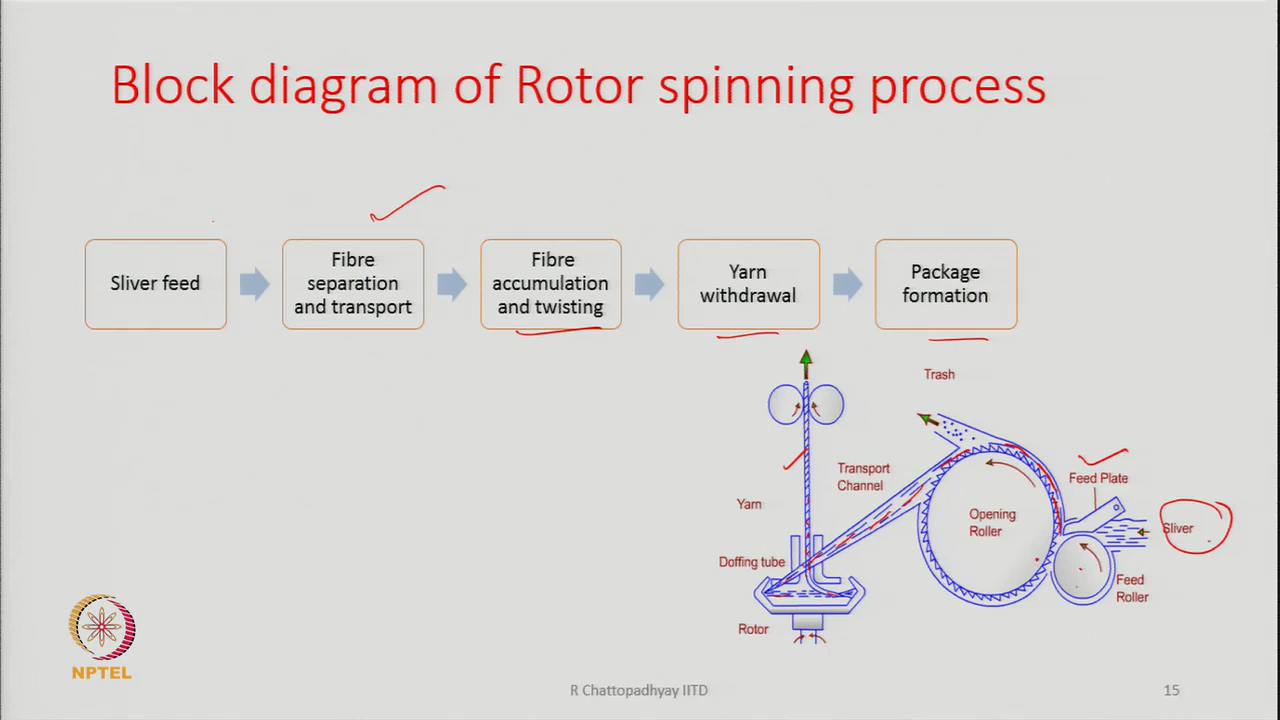 Block diagram of Rotor spinning process
Sliver feed
Fibre
separation
and transport
Fibre
accumulation
and twisting
Yarn
withdrawal
Package
formation
Trash
Transport
Channel
Feed Plate
Yarn
Opening
Roller
Sliver
Doffing tube
Feed
Roller
Rotor
NPTEL
R Chattopadhyay IITD
15